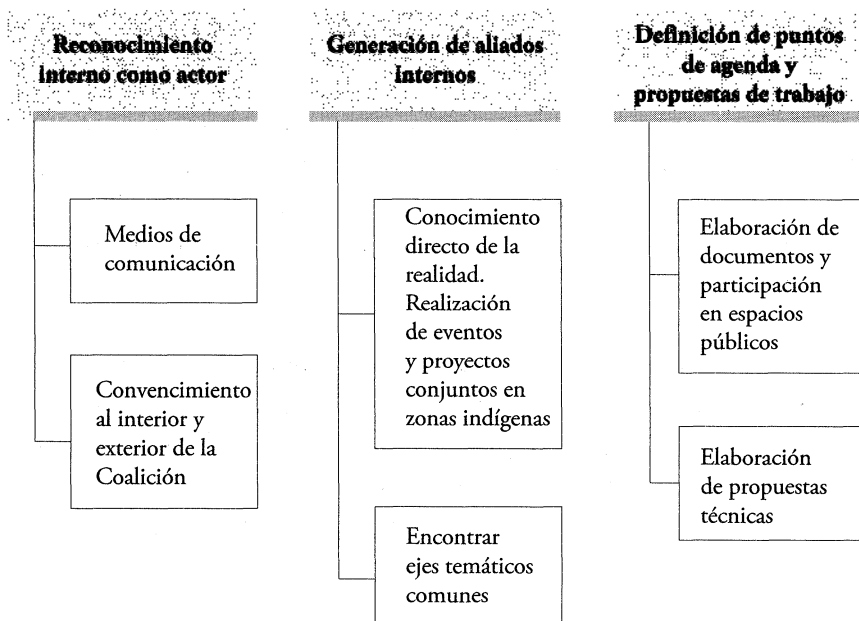 Reconocimiento
interno como actor
Medios de
comunicación
Convencimiento
al interior y
exterior de la
Coalición
Generación de aliados
internos
Conocimiento
directo de la
realidad.
Realización
de eventos
y proyectos
conjuntos en
zonas indígenas
Encontrar
ejes temáticos
comunes
Definición de puntos
de agenda y
propuestas de trabajo
Elaboración de
documentos y
participación
en espacios
públicos
Elaboración
de propuestas
técnicas